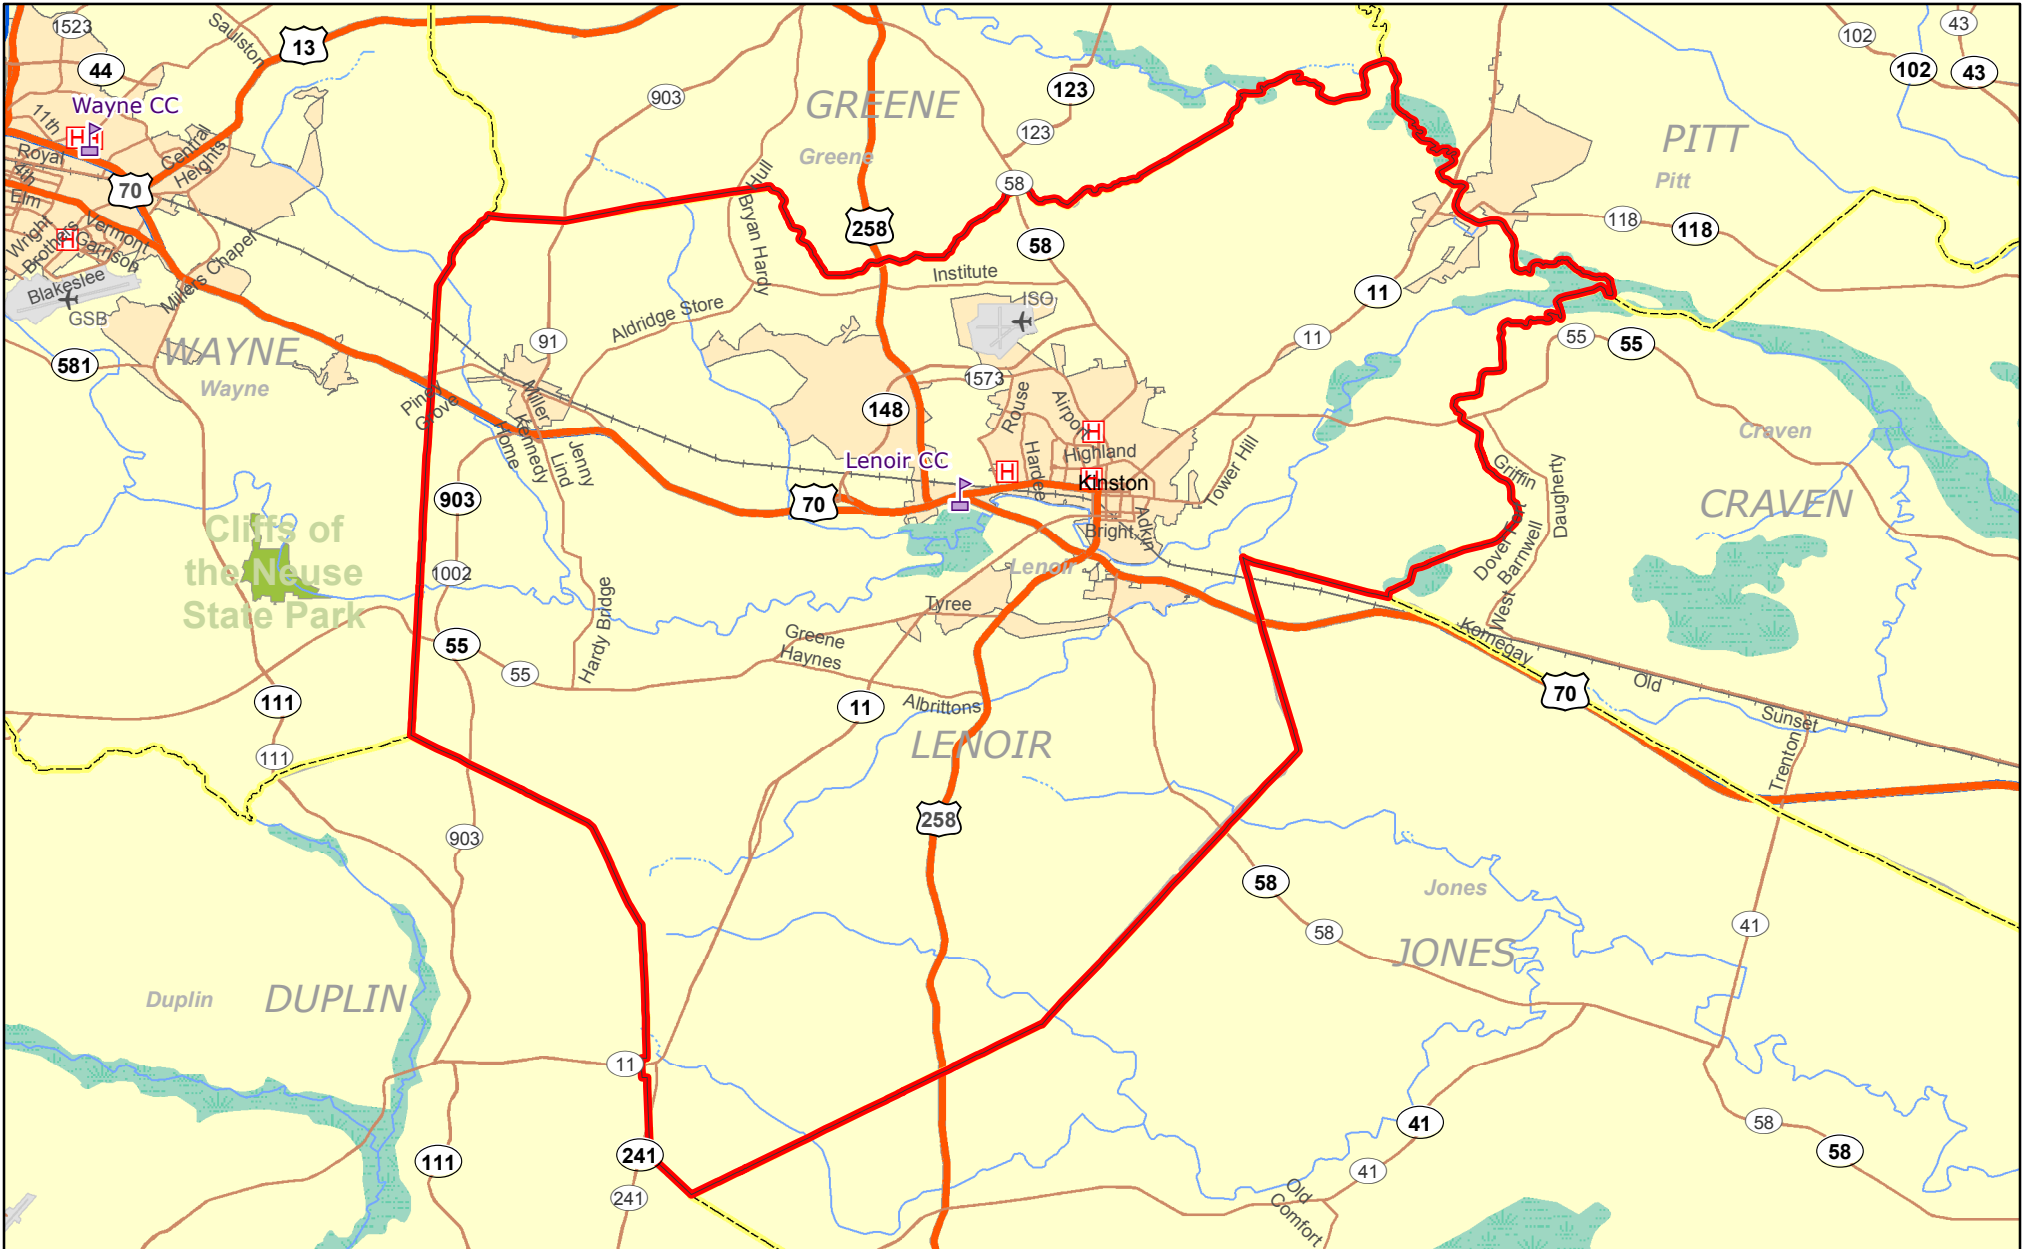 1523
Saulston
13
44
Wayne CC
11th
Royal
4th
Elm
Central
Heights
70
Wright
Brothers
Vermont
Garrison
Blakeslee
GSB
Millers Chapel
581
WAYNE
Wayne
903
GREENE
Greene
Hull
Bryan Hardy
258
123
123
58
58
Institute
ISO
Aldridge Store
91
Piney
Grove
Miller
Kennedy
Home
Jenny
Lind
148
1573
Rouse
Airport
Hardee
Highland
Kinston
Lenoir CC
70
Adkin
Bright
Lenoir
Tower Hill
11
11
PITT
Pitt
118
118
102
43
102
43
55
55
Craven
CRAVEN
Griffin
Daugherty
Dover Fort
West Barnwell
Kornegay
Old
70
Sunset
Trenton
903
Cliffs of
the Neuse
State Park
1002
55
55
Hardy Bridge
Tyree
Greene
Haynes
Albrittons
11
LENOIR
111
111
903
258
58
58
Jones
JONES
41
Duplin
DUPLIN
11
241
241
111
41
41
58
58
Old
Comfort